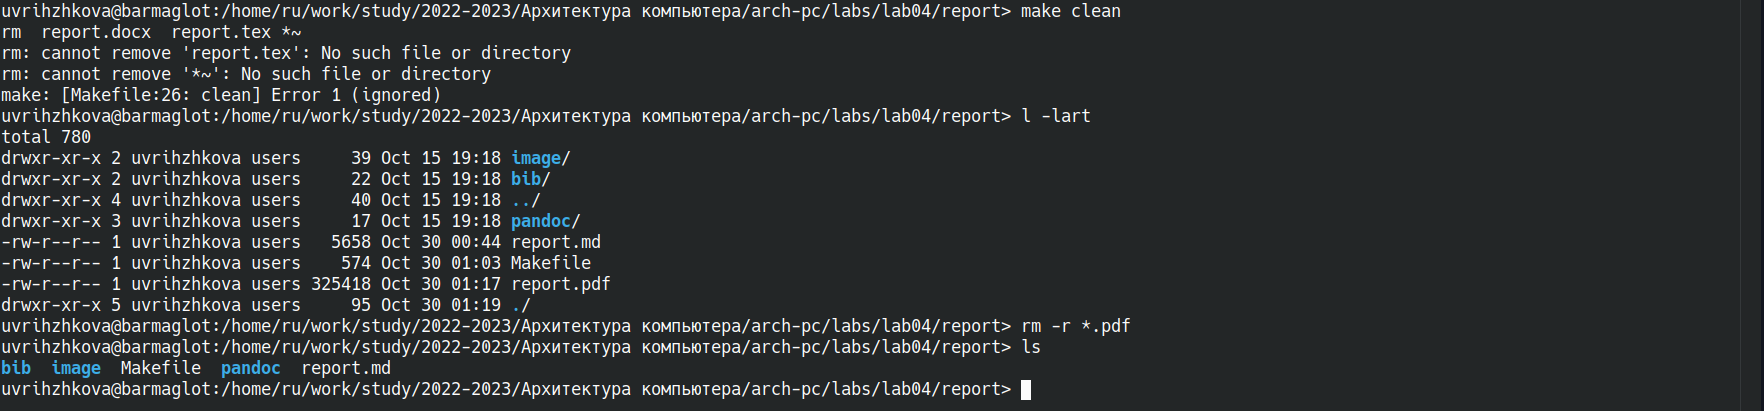 uvrihzhkova@barmaglot:/home/ru/work/study/2022-2023/Архитектура компьютера/arch-pc/labs/lab04/report> make clean
rm  report.docx  report.tex *~
rm: cannot remove 'report.tex': No such file or directory
rm: cannot remove '*~': No such file or directory
make: [Makefile:26: clean] Error 1 (ignored)
uvrihzhkova@barmaglot:/home/ru/work/study/2022-2023/Архитектура компьютера/arch-pc/labs/lab04/report> l -lart
total 780
drwxr-xr-x 2 uvrihzhkova users     39 Oct 15 19:18 image/
drwxr-xr-x 2 uvrihzhkova users     22 Oct 15 19:18 bib/
drwxr-xr-x 4 uvrihzhkova users     40 Oct 15 19:18 ../
drwxr-xr-x 3 uvrihzhkova users     17 Oct 15 19:18 pandoc/
-rw-r--r-- 1 uvrihzhkova users   5658 Oct 30 00:44 report.md
-rw-r--r-- 1 uvrihzhkova users    574 Oct 30 01:03 Makefile
-rw-r--r-- 1 uvrihzhkova users 325418 Oct 30 01:17 report.pdf
drwxr-xr-x 5 uvrihzhkova users     95 Oct 30 01:19 ./
uvrihzhkova@barmaglot:/home/ru/work/study/2022-2023/Архитектура компьютера/arch-pc/labs/lab04/report> rm -r *.pdf
uvrihzhkova@barmaglot:/home/ru/work/study/2022-2023/Архитектура компьютера/arch-pc/labs/lab04/report> ls
bib  image  Makefile  pandoc  report.md
uvrihzhkova@barmaglot:/home/ru/work/study/2022-2023/Архитектура компьютера/arch-pc/labs/lab04/report>